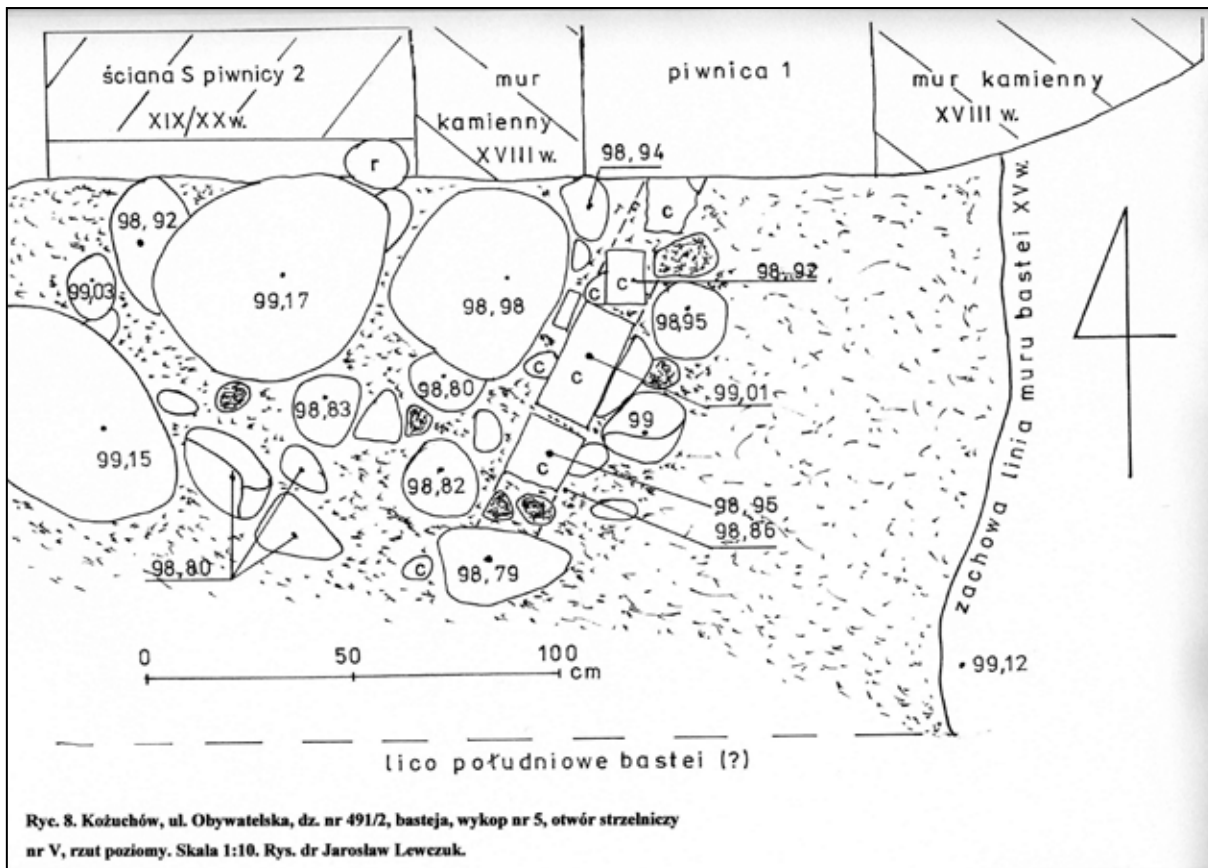 ściana S piwnicy 2
XIX/XXw.
mur
kamienny
XVIII w.
piwnica 1
mur kamienny
XVIII w.
r
98,94
c
98,92
98,92
c
c
99,03
99,17
98,98
98,95
c
c
99,01
98,80
98,83
99
99,15
98,82
c
98,95
98,86
98,80
c
98,79
zachowa linia muru bastei XVw.
99,12
0 50 100
cm
lico południowe bastei (?)
Ryc. 8. Kożuchów, ul. Obywatelska, dz. nr 491/2, basteja, wykop nr 5, otwór strzelniczy
nr V, rzut poziomy. Skala 1:10. Rys. dr Jarosław Lewczuk.